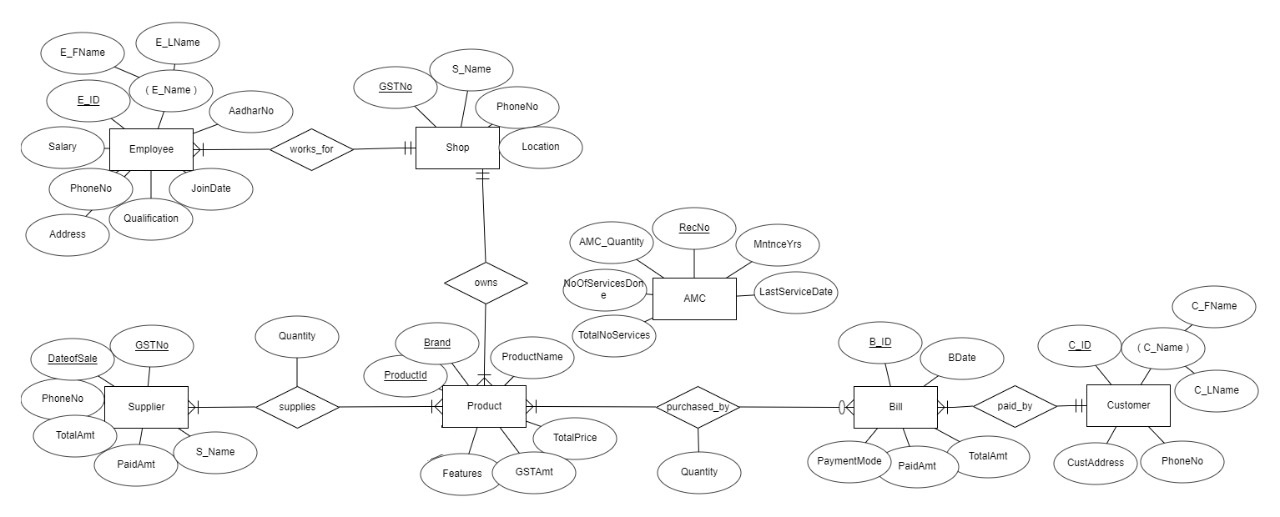 E_LName
E_FName
S_Name
GSTNo
( E_Name )
E_ID
PhoneNo
AadharNo
Salary
Employee
works_for
Shop
Location
PhoneNo
JoinDate
Qualification
Address
RecNo
AMC_Quantity
MntnceYrs
owns
NoOfServicesDon
e
AMC
LastServiceDate
C_FName
Quantity
TotalNoServices
Brand
B_ID
GSTNo
C_ID
( C_Name )
DateofSale
ProductName
BDate
ProductId
C_LName
PhoneNo
Supplier
supplies
Product
purchased_by
Bill
paid_by
Customer
TotalAmt
TotalPrice
S_Name
TotalAmt
PaidAmt
Features
GSTAmt
Quantity
PaymentMode
PaidAmt
CustAddress
PhoneNo